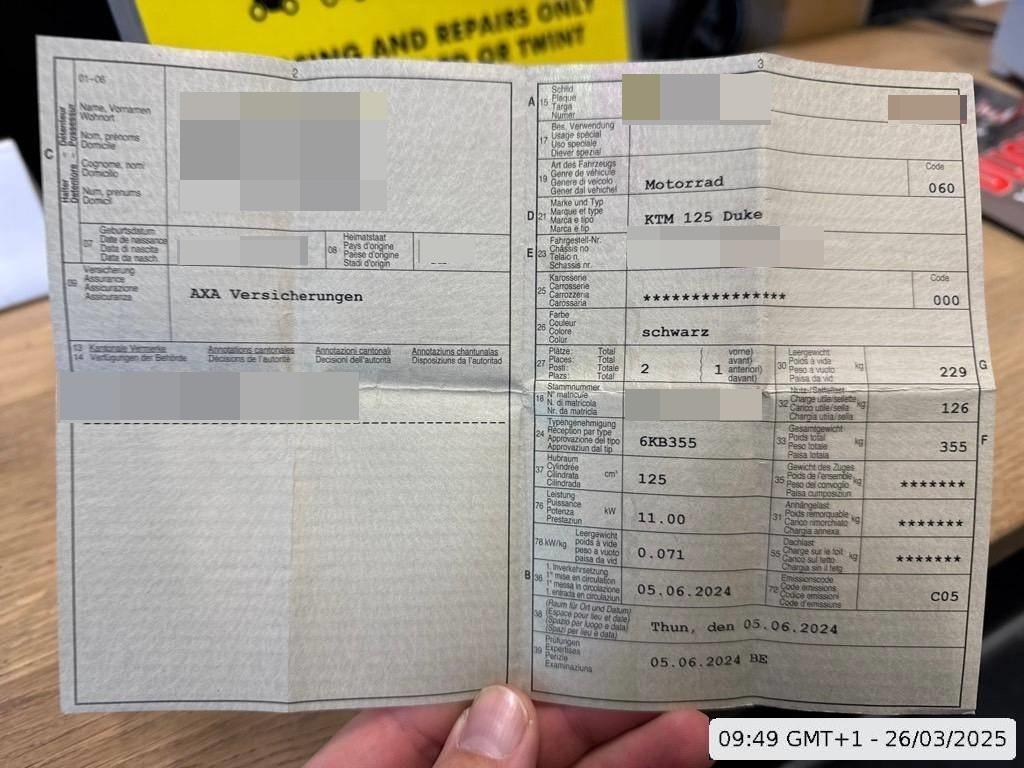 SING AND REPAIRS ONLY
RD OR TWINT
2
01-06
C
Halter Détenteur
Detentore Possessur
Name, Vornamen
Wohnort
Nom, prénoms
Domicile
Cognome, nomi
Domicilio
Num, prenums
Domicil
07
Geburtsdatum
Date de naissance
Data di nascita
Data da nasch.
08
Heimatstaat
Pays d'origine
Paese d'origine
Stadi d'origin
09
Versicherung
Assurance
Assicurazione
Assicuranza
AXA Versicherungen
13 Kantonale Vermerke
14 Verfügungen der Behörde
Annotations cantonales
Décisions de l'autorité
Annotazioni cantonali
Decisioni dell'autorità
Annotaziuns chantunalas
Disposiziuns da l'autoritad
3
A
15
Schild
Plaque
Targa
Numer
17
Bes. Verwendung
Usage spécial
Uso speciale
Diever spezial
19
Art des Fahrzeugs
Genre de véhicule
Genere di veicolo
Gener dal vehichel
Motorrad
Code
060
D
21
Marke und Typ
Marque et type
Marca e tipo
Marca e tip
KTM 125 Duke
E
23
Fahrgestell-Nr.
Châssis no
Telaio n.
Schassis nr.
25
Karosserie
Carrosserie
Carrozzeria
Carossaria
***************
Code
000
26
Farbe
Couleur
Colore
Colur
schwarz
27
Plätze: Total
Places: Total
Posti: Totale
Plazs: Total
2
1
vorne)
avant)
anteriori)
davant)
30
Leergewicht
Poids à vide
Peso a vuoto
Paisa da vid
kg
229
G
18
Stammnummer
N° matricule
N. di matricola
Nr. da matricla
32
Nutz-/Sattellast
Charge utile/sellette
Carico utile/sella
Chargia utila/sella
kg
126
24
Typengenehmigung
Réception par type
Approvazione del tipo
Approvaziun dal tip
6KB355
33
Gesamtgewicht
Poids total
Peso totale
Paisa totala
kg
355
F
37
Hubraum
Cylindrée
Cilindrata
Cilindrada
cm³
125
35
Gewicht des Zuges
Poids de l'ensemble
Peso del convoglio
Paisa cumposiziun
kg
*******
76
Leistung
Puissance
Potenza
Prestaziun
kW
11.00
31
Anhängelast
Poids remorquable
Carico rimorchiato
Chargia annexa
kg
*******
78 kW/kg
Leergewicht
poids à vide
peso a vuoto
paisa da vid
0.071
55
Dachlast
Charge sur le toit
Carico sul tetto
Chargia sin il tetg
kg
*******
B
36
1. Inverkehrsetzung
1re mise en circulation
1a messa in circolazione
1. entrada en circulaziun
05.06.2024
72
Emissionscode
Code émissions
Codice emissioni
Code d'emissiuns
C05
38
(Raum für Ort und Datum)
(Espace pour lieu et date)
(Spazio per luogo e data)
(Spazi per lieu e data)
Thun, den 05.06.2024
39
Prüfungen
Expertises
Perizie
Examinaziuns
05.06.2024 BE
09:49 GMT+1 - 26/03/2025